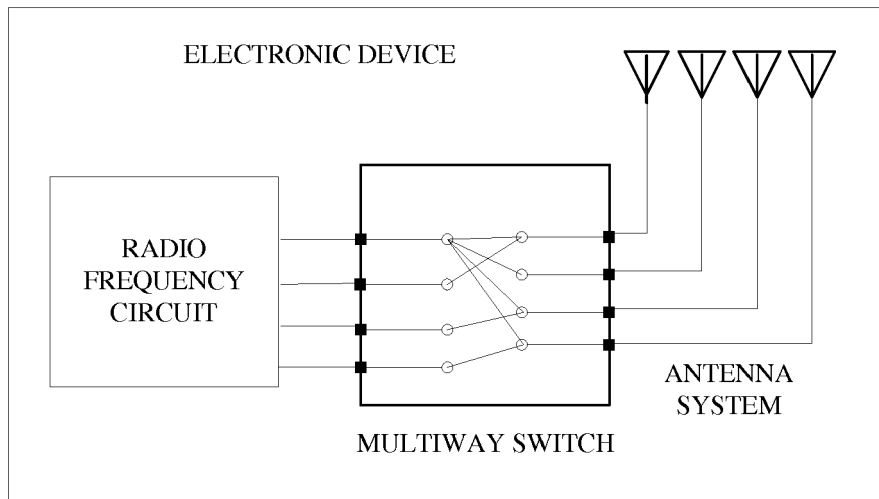 ELECTRONIC DEVICE
RADIO
FREQUENCY
CIRCUIT
ANTENNA
SYSTEM
MULTIWAY SWITCH